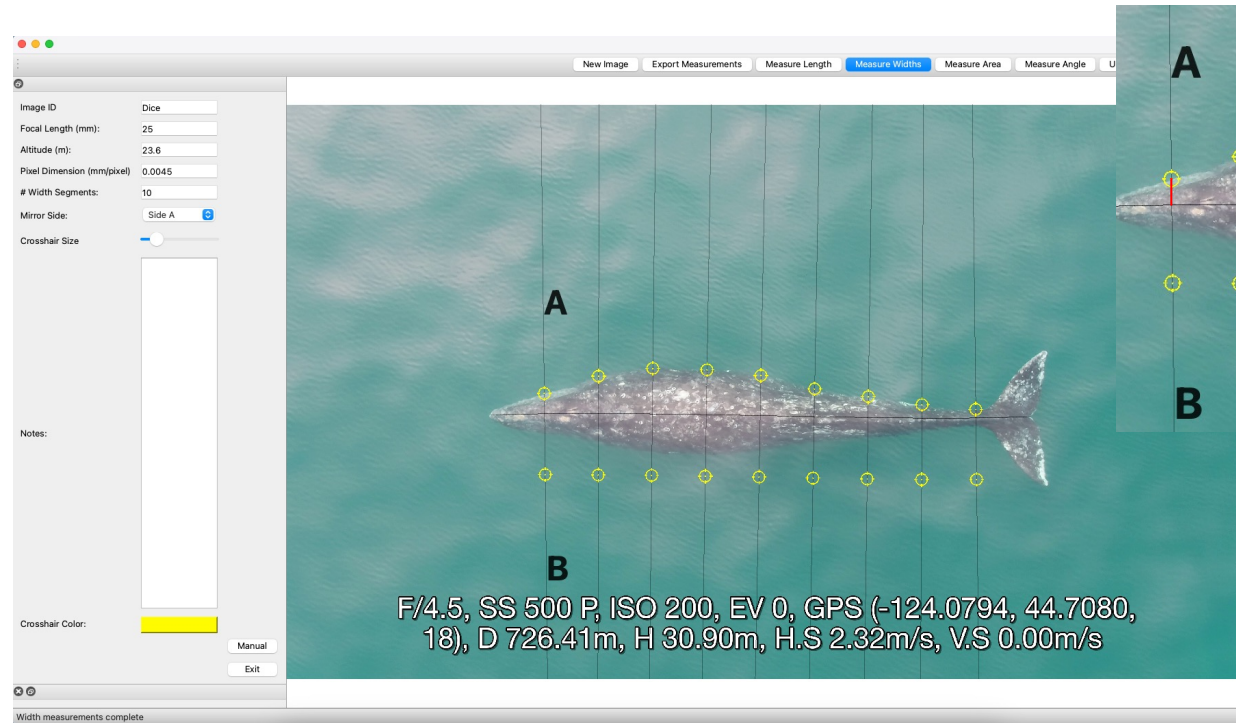 New Image Export Measurements Measure Length Measure Widths Measure Area Measure Angle U
Image ID Dice
Focal Length (mm): 25
Altitude (m): 23.6
Pixel Dimension (mm/pixel) 0.0045
# Width Segments: 10
Mirror Side: Side A
Crosshair Size
Notes:
Crosshair Color:
Manual
Exit
Width measurements complete
A
B
F/4.5, SS 500 P, ISO 200, EV 0, GPS (-124.0794, 44.7080,
18), D 726.41m, H 30.90m, H.S 2.32m/s, V.S 0.00m/s
A
B